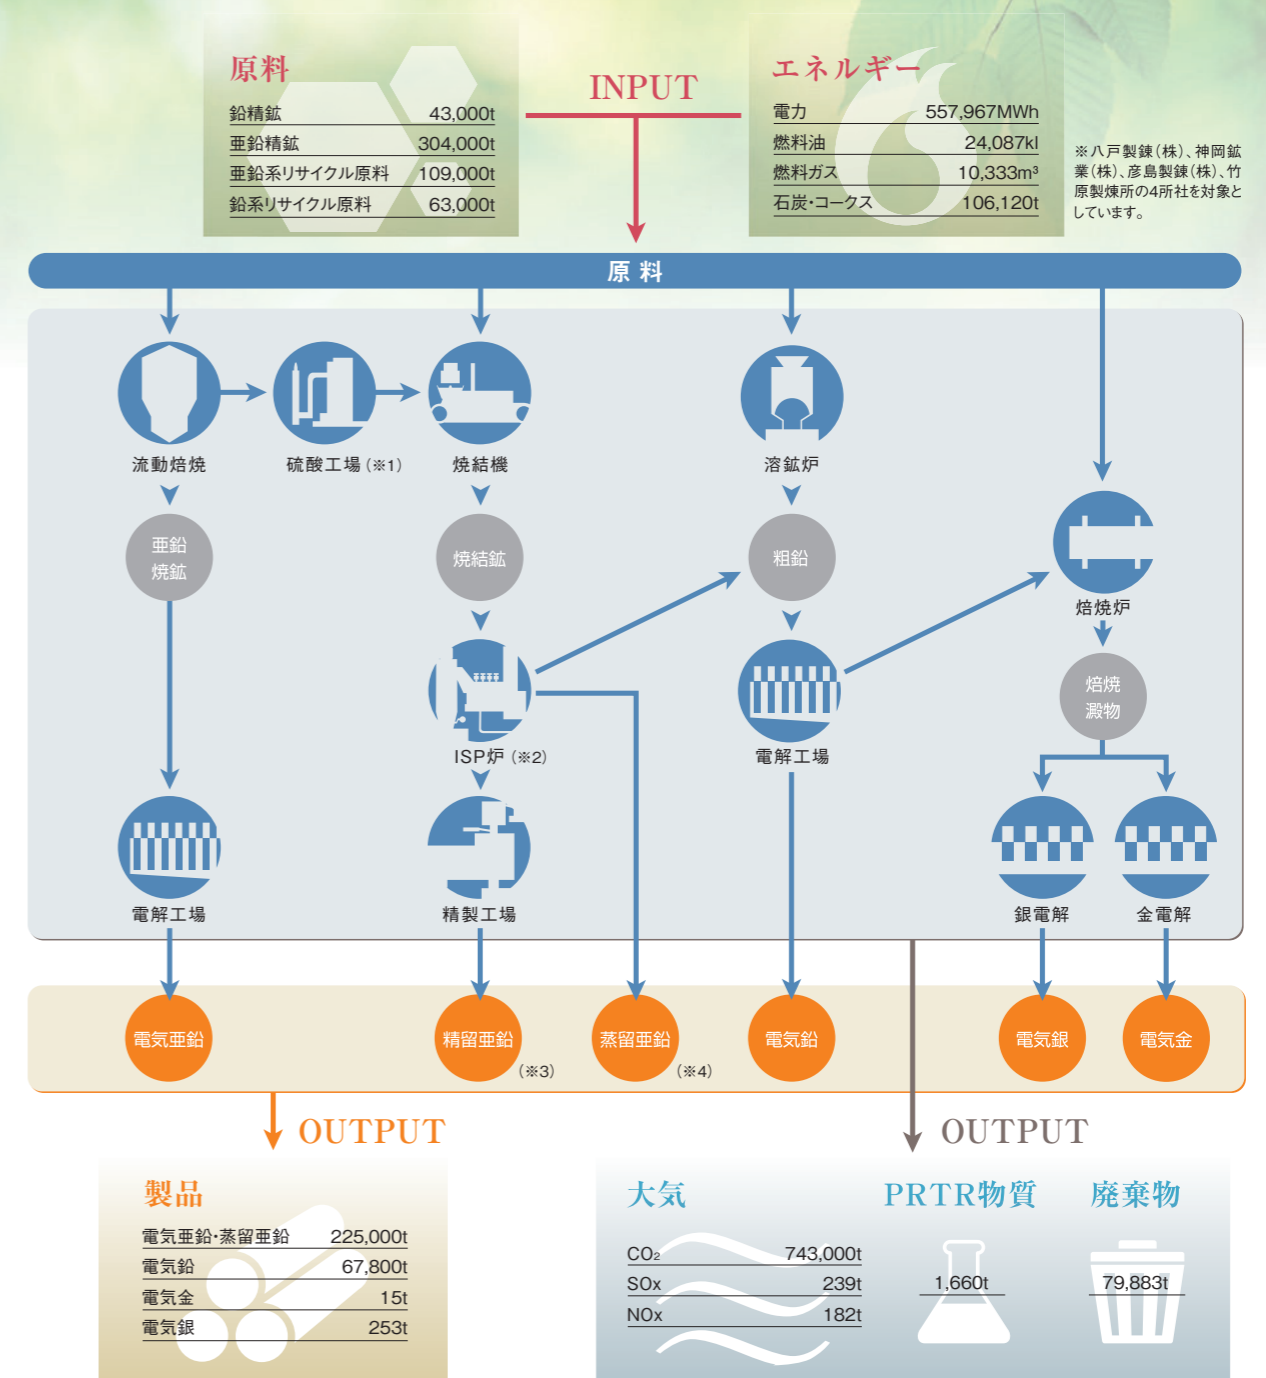 原料
鉛精鉱 43,000t
亜鉛精鉱 304,000t
亜鉛系リサイクル原料 109,000t
鉛系リサイクル原料 63,000t
INPUT
エネルギー
電力 557,967MWh
燃料油 24,087kl
燃料ガス 10,333m³
石炭・コークス 106,120t
※八戸製錬（株）、神岡鉱
業（株）、彦島製錬（株）、竹
原製煉所の4所社を対象と
しています。
原料
流動焙焼
硫酸工場（※1）
焼結機
溶鉱炉
亜鉛
焼鉱
焼結鉱
粗鉛
焙焼炉
焙焼
澱物
ISP炉（※2）
電解工場
電解工場
精製工場
銀電解
金電解
電気亜鉛
精留亜鉛
（※3）
蒸留亜鉛
（※4）
電気鉛
電気銀
電気金
OUTPUT
OUTPUT
製品
電気亜鉛・蒸留亜鉛 225,000t
電気鉛 67,800t
電気金 15t
電気銀 253t
大気
CO₂ 743,000t
SOx 239t
NOx 182t
PRTR物質
1,660t
廃棄物
79,883t